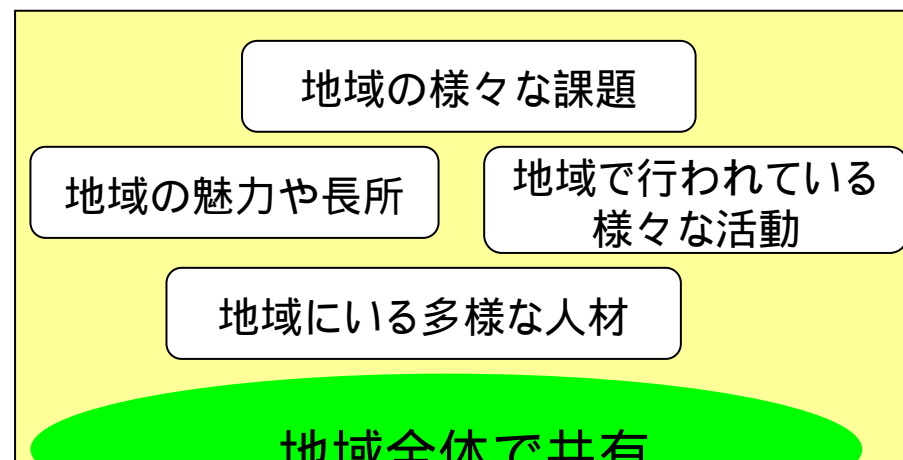 地域の様々な課題
地域の魅力や長所
地域で行われている
様々な活動
地域にいる多様な人材
地域全体で共有